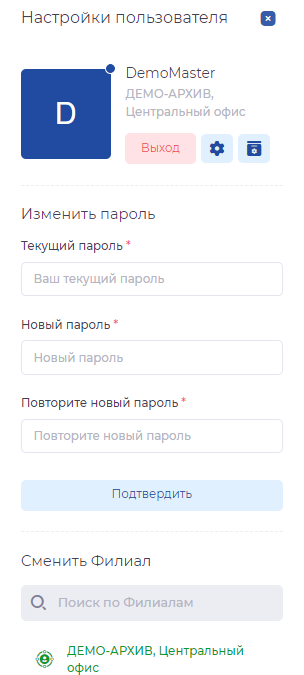 Настройки пользователя
D
DemoMaster
ДЕМО-АРХИВ,
Центральный офис
Выход
Изменить пароль
Текущий пароль *
Ваш текущий пароль
Новый пароль *
Новый пароль
Повторите новый пароль *
Повторите новый пароль
Подтвердить
Сменить Филиал
Поиск по Филиалам
ДЕМО-АРХИВ, Центральный
офис